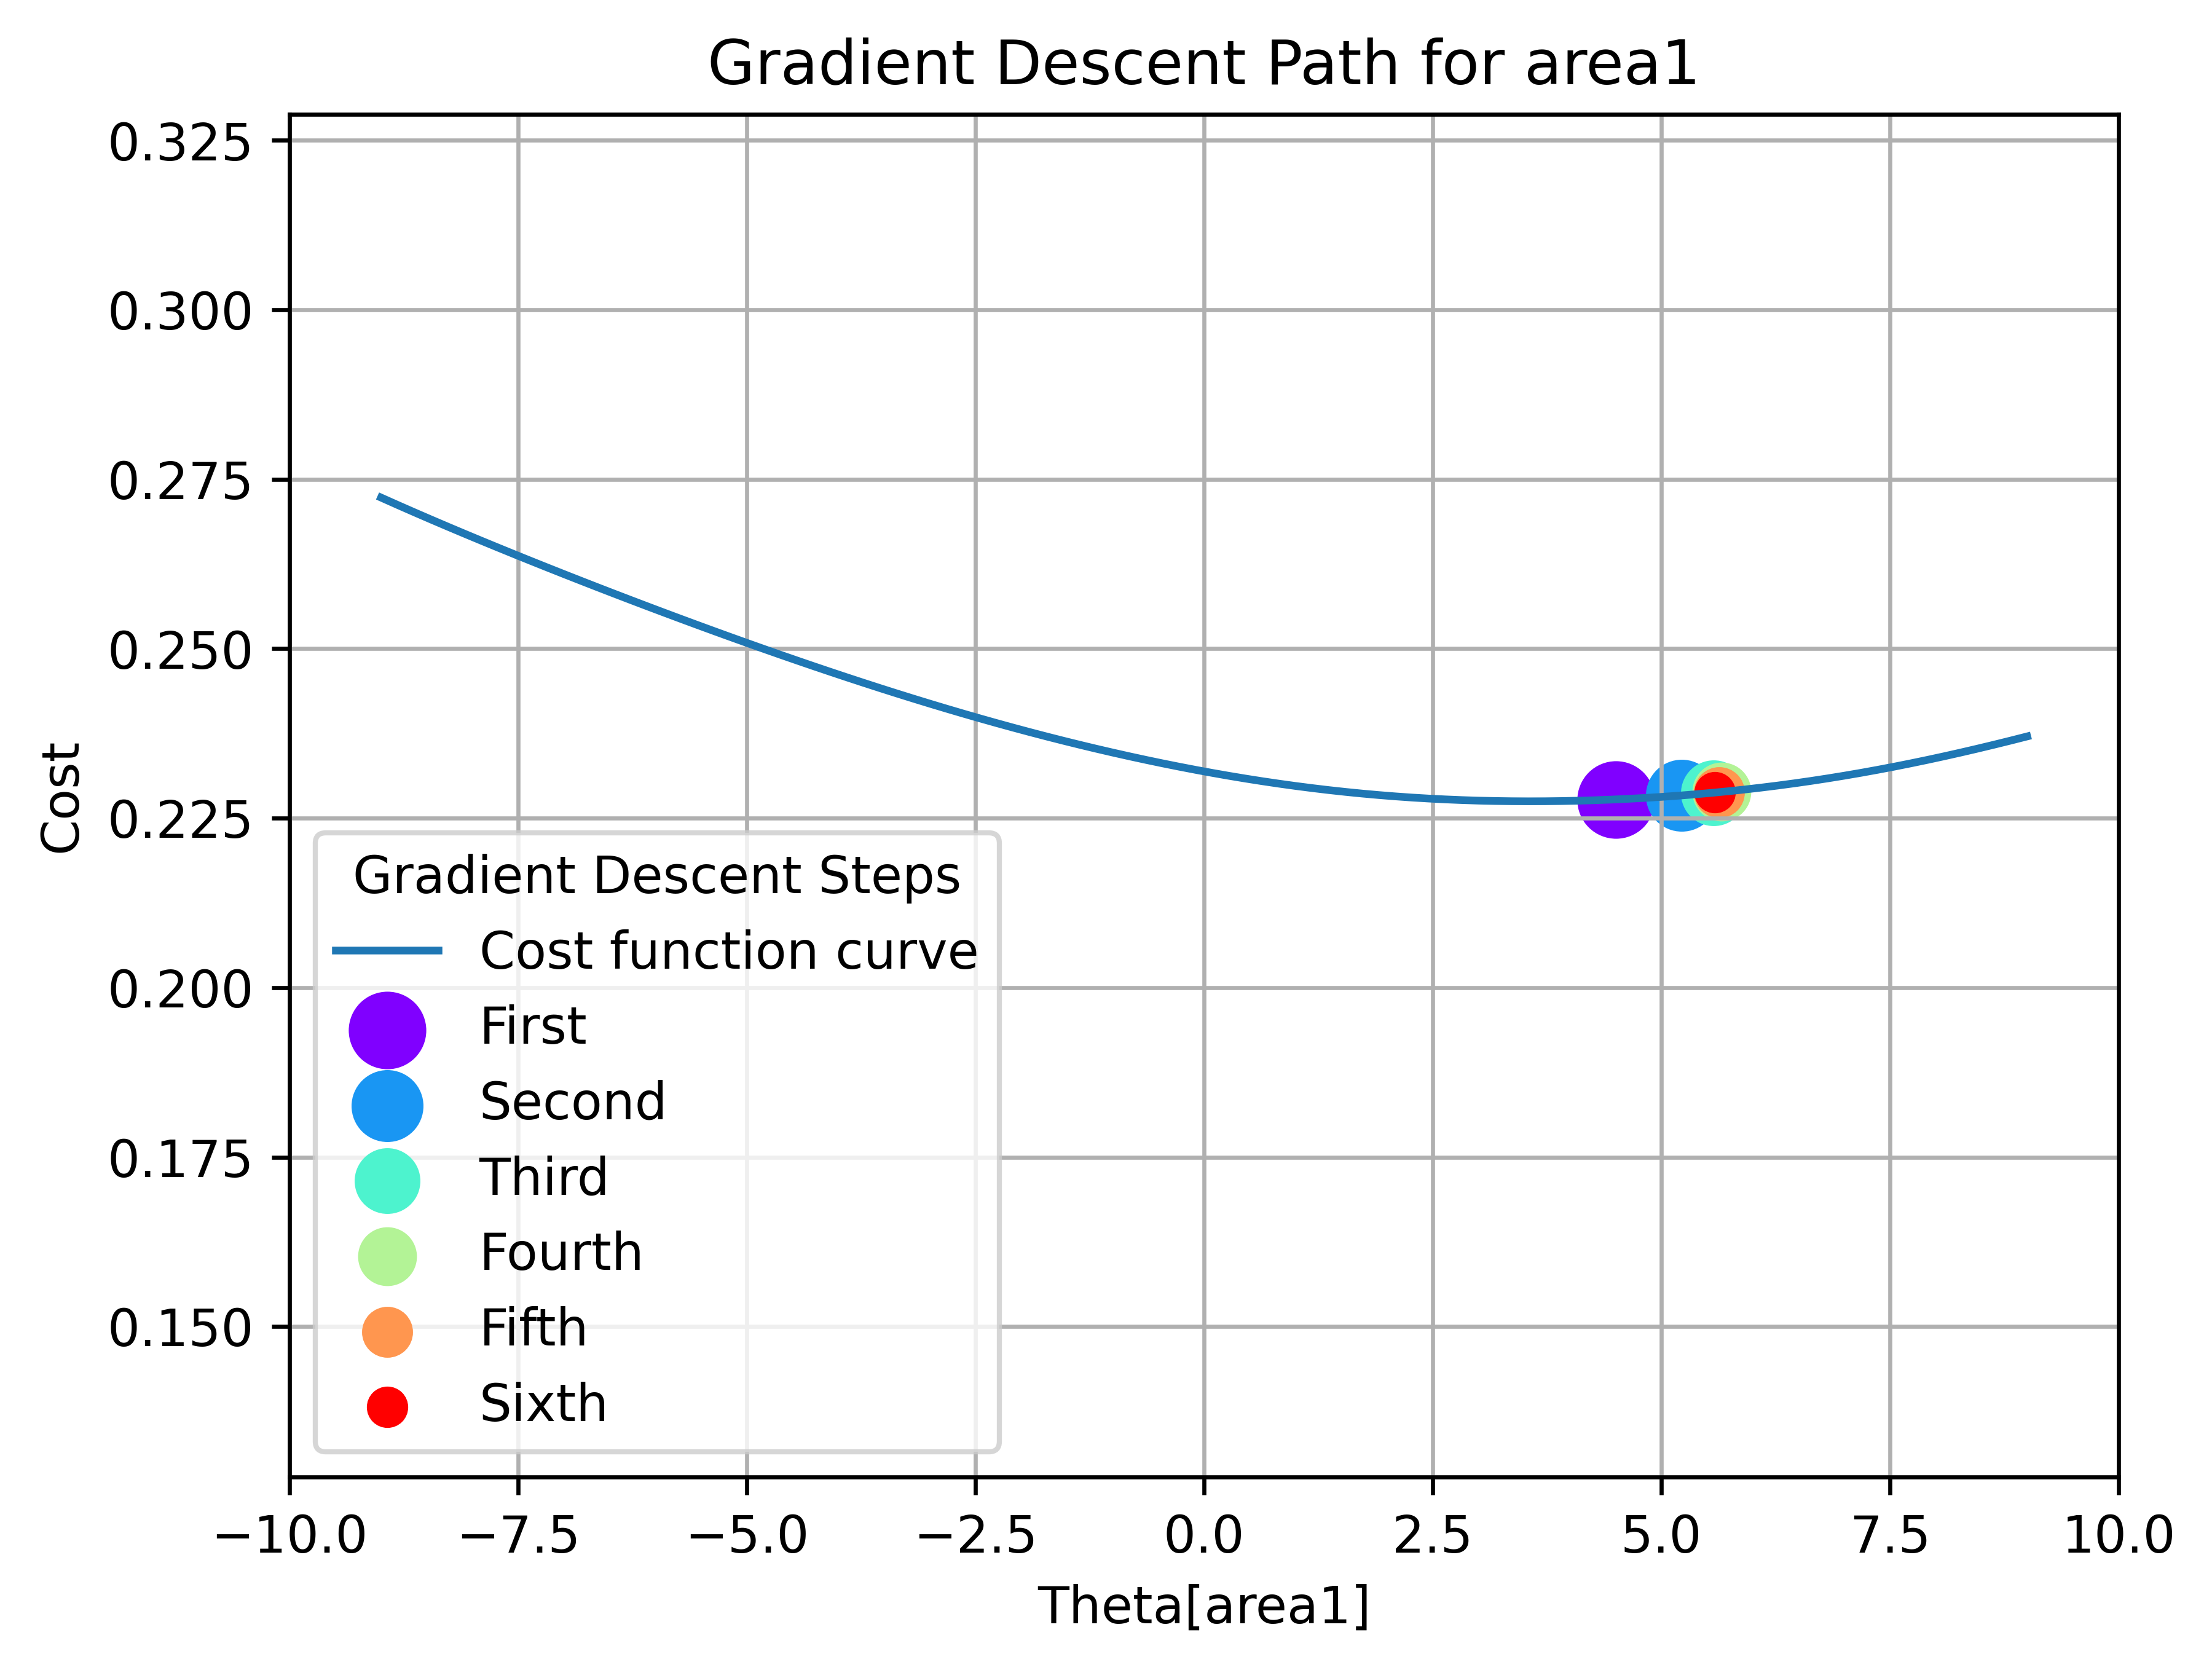 Gradient Descent Path for area1
0.325
0.300
0.275
0.250
0.225
0.200
0.175
0.150
Cost
Gradient Descent Steps
Cost function curve
First
Second
Third
Fourth
Fifth
Sixth
−10.0 −7.5 −5.0 −2.5 0.0 2.5 5.0 7.5 10.0
Theta[area1]